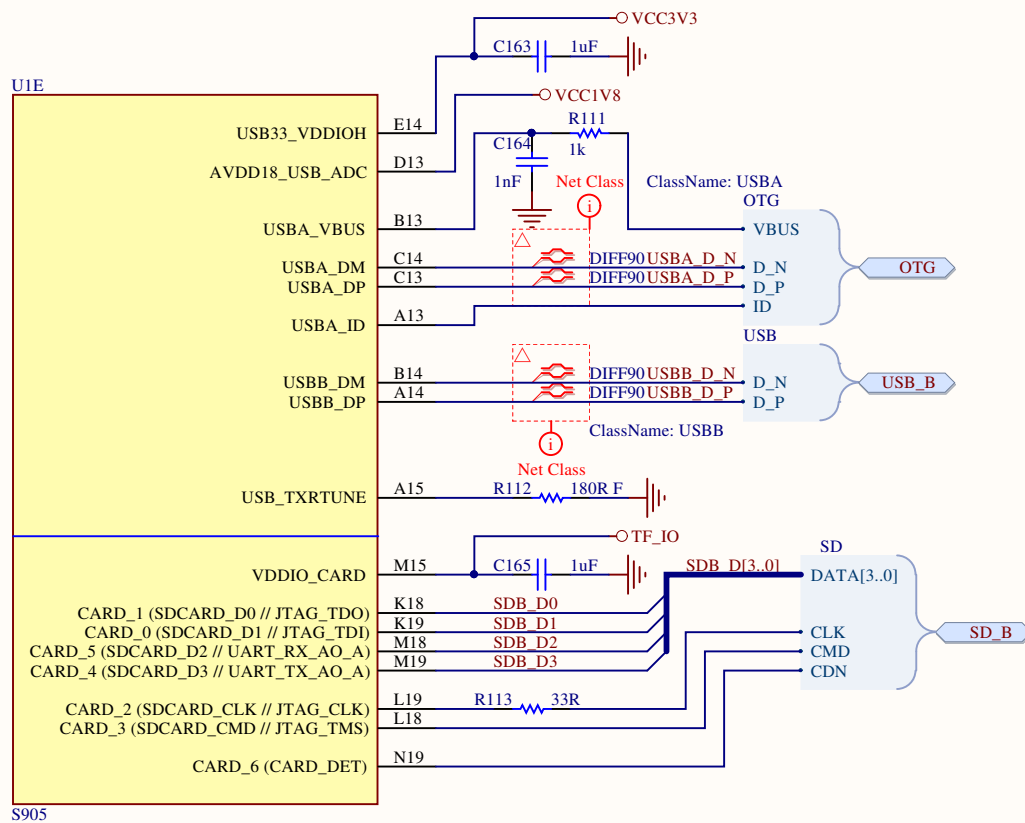 VCC3V3
C163 1uF
U1E
VCC1V8
USB33_VDDIOH E14
R111
C164
1k
AVDD18_USB_ADC D13
1nF Net Class ClassName: USBA
i OTG
USBA_VBUS B13 VBUS
USBA_DM C14 DIFF90 USBA_D_N D_N OTG
USBA_DP C13 DIFF90 USBA_D_P D_P
ID
USBA_ID A13
USB
USBB_DM B14 DIFF90 USBB_D_N D_N USB_B
USBB_DP A14 DIFF90 USBB_D_P D_P
ClassName: USBB
i
Net Class
USB_TXRTUNE A15 R112 180R F
TF_IO
SD
VDDIO_CARD M15 C165 1uF SDB_D[3..0] DATA[3..0]
CARD_1 (SDCARD_D0 // JTAG_TDO) K18 SDB_D0
CARD_0 (SDCARD_D1 // JTAG_TDI) K19 SDB_D1 CLK SD_B
CARD_5 (SDCARD_D2 // UART_RX_AO_A) M18 SDB_D2 CMD
CARD_4 (SDCARD_D3 // UART_TX_AO_A) M19 SDB_D3 CDN
CARD_2 (SDCARD_CLK // JTAG_CLK) L19 R113 33R
CARD_3 (SDCARD_CMD // JTAG_TMS) L18
CARD_6 (CARD_DET) N19
S905